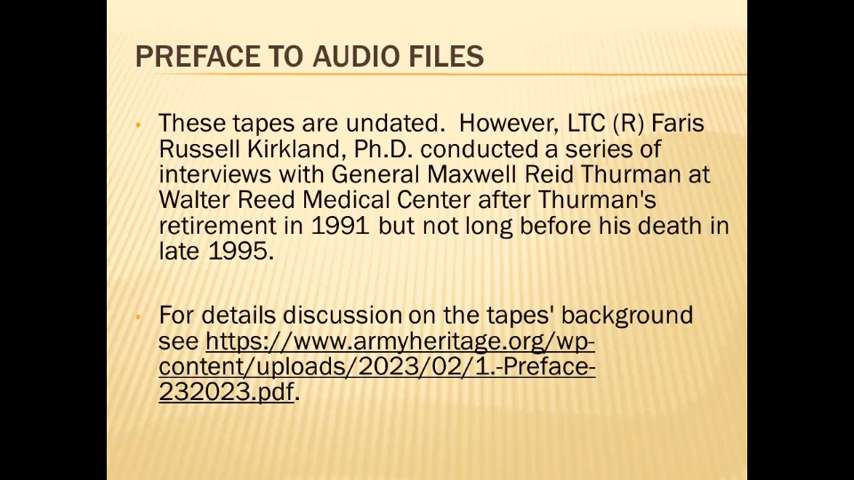 PREFACE TO AUDIO FILES
• These tapes are undated. However, LTC (R) Faris
Russell Kirkland, Ph.D. conducted a series of
interviews with General Maxwell Reid Thurman at
Walter Reed Medical Center after Thurman's
retirement in 1991 but not long before his death in
late 1995.
• For details discussion on the tapes' background
see https://www.armyheritage.org/wp-
content/uploads/2023/02/1.-Preface-
232023.pdf.